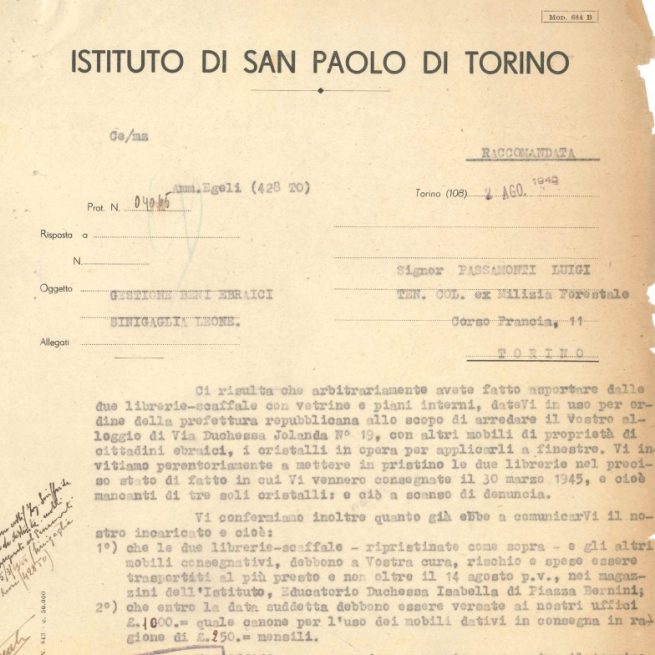 Mod. 644 B
ISTITUTO DI SAN PAOLO DI TORINO
Ge/mz
RACCOMANDATA
Amm.Egeli (428 TO)
Prot. N.
Torino (108) 2 AGO.
Risposta a
N.
Signor PASSAMONTI LUIGI
Oggetto GESTIONE BENI EBRAICI
TEN. COL. ex Milizia Forestale
SINIGAGLIA LEONE.
Corso Francia, 11
Allegati
TORINO
Ci risulta che arbitrariamente avete fatto asportare dalle
due librerie-scaffale con vetrine e piani interni, dateVi in uso per or-
dine della prefettura repubblicana allo scopo di arredare il Vostro al-
loggio di Via Duchessa Jolanda N° 19, con altri mobili di proprietà di
cittadini ebraici, i cristalli in opera per applicarli a finestre. Vi in-
vitiamo perentoriamente a mettere in pristino le due librerie nel preci-
so stato di fatto in cui Vi vennero consegnate il 30 marzo 1945, e cioè
mancanti di tre soli cristalli: e ciò a scanso di denuncia.
Vi confermiamo inoltre quanto già ebbe a comunicarVi il no-
stro incaricato e cioè:
1°) che le due librerie-scaffale - ripristinate come sopra - e gli altri
mobili consegnativi, debbono a Vostra cura, rischio e spese essere
trasportiti al più presto e non oltre il 14 agosto p.v., nei magaz-
zini dell'Istituto, Educatorio Duchessa Isabella di Piazza Bernini;
2°) che entro la data suddetta debbono essere versate ai nostri uffici
£.1000.= quale canone per l'uso dei mobili dativi in consegna in ra-
gione di £.250.= mensili.